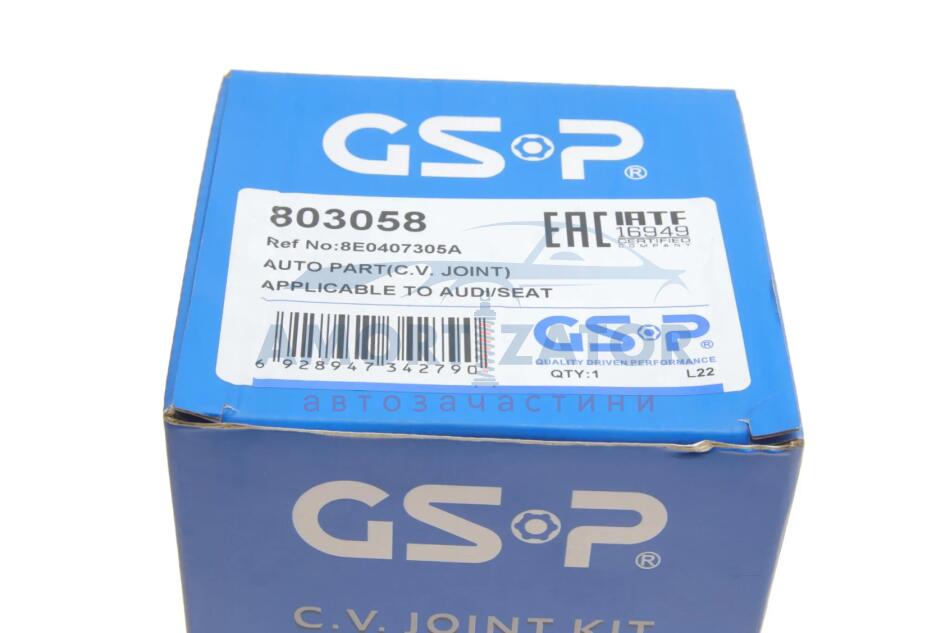 GSP®
803058
EAC IATF
16949
CERTIFIED
COMPANY
Ref No:8E0407305A
AUTO PART(C.V. JOINT)
APPLICABLE TO AUDI/SEAT
AMORTIZATOR
GSP®
QUALITY DRIVEN PERFORMANCE
6 928947 342790
QTY:1 L22
автозачастини
GSP®
C.V. JOINT KIT